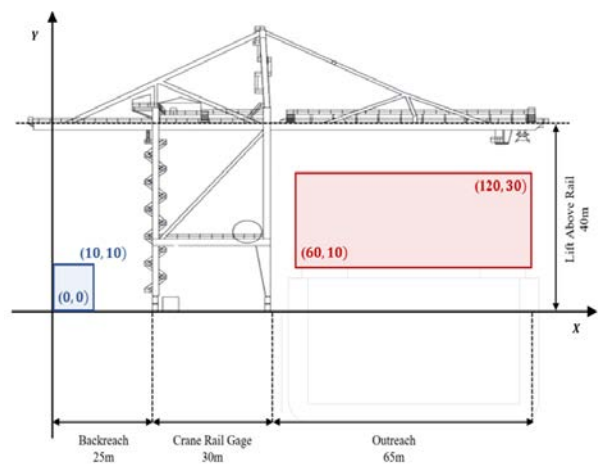 Y
(120, 30)
(60, 10)
(10, 10)
(0, 0)
Lift Above Rail
40m
X
Backreach
25m
Crane Rail Gage
30m
Outreach
65m